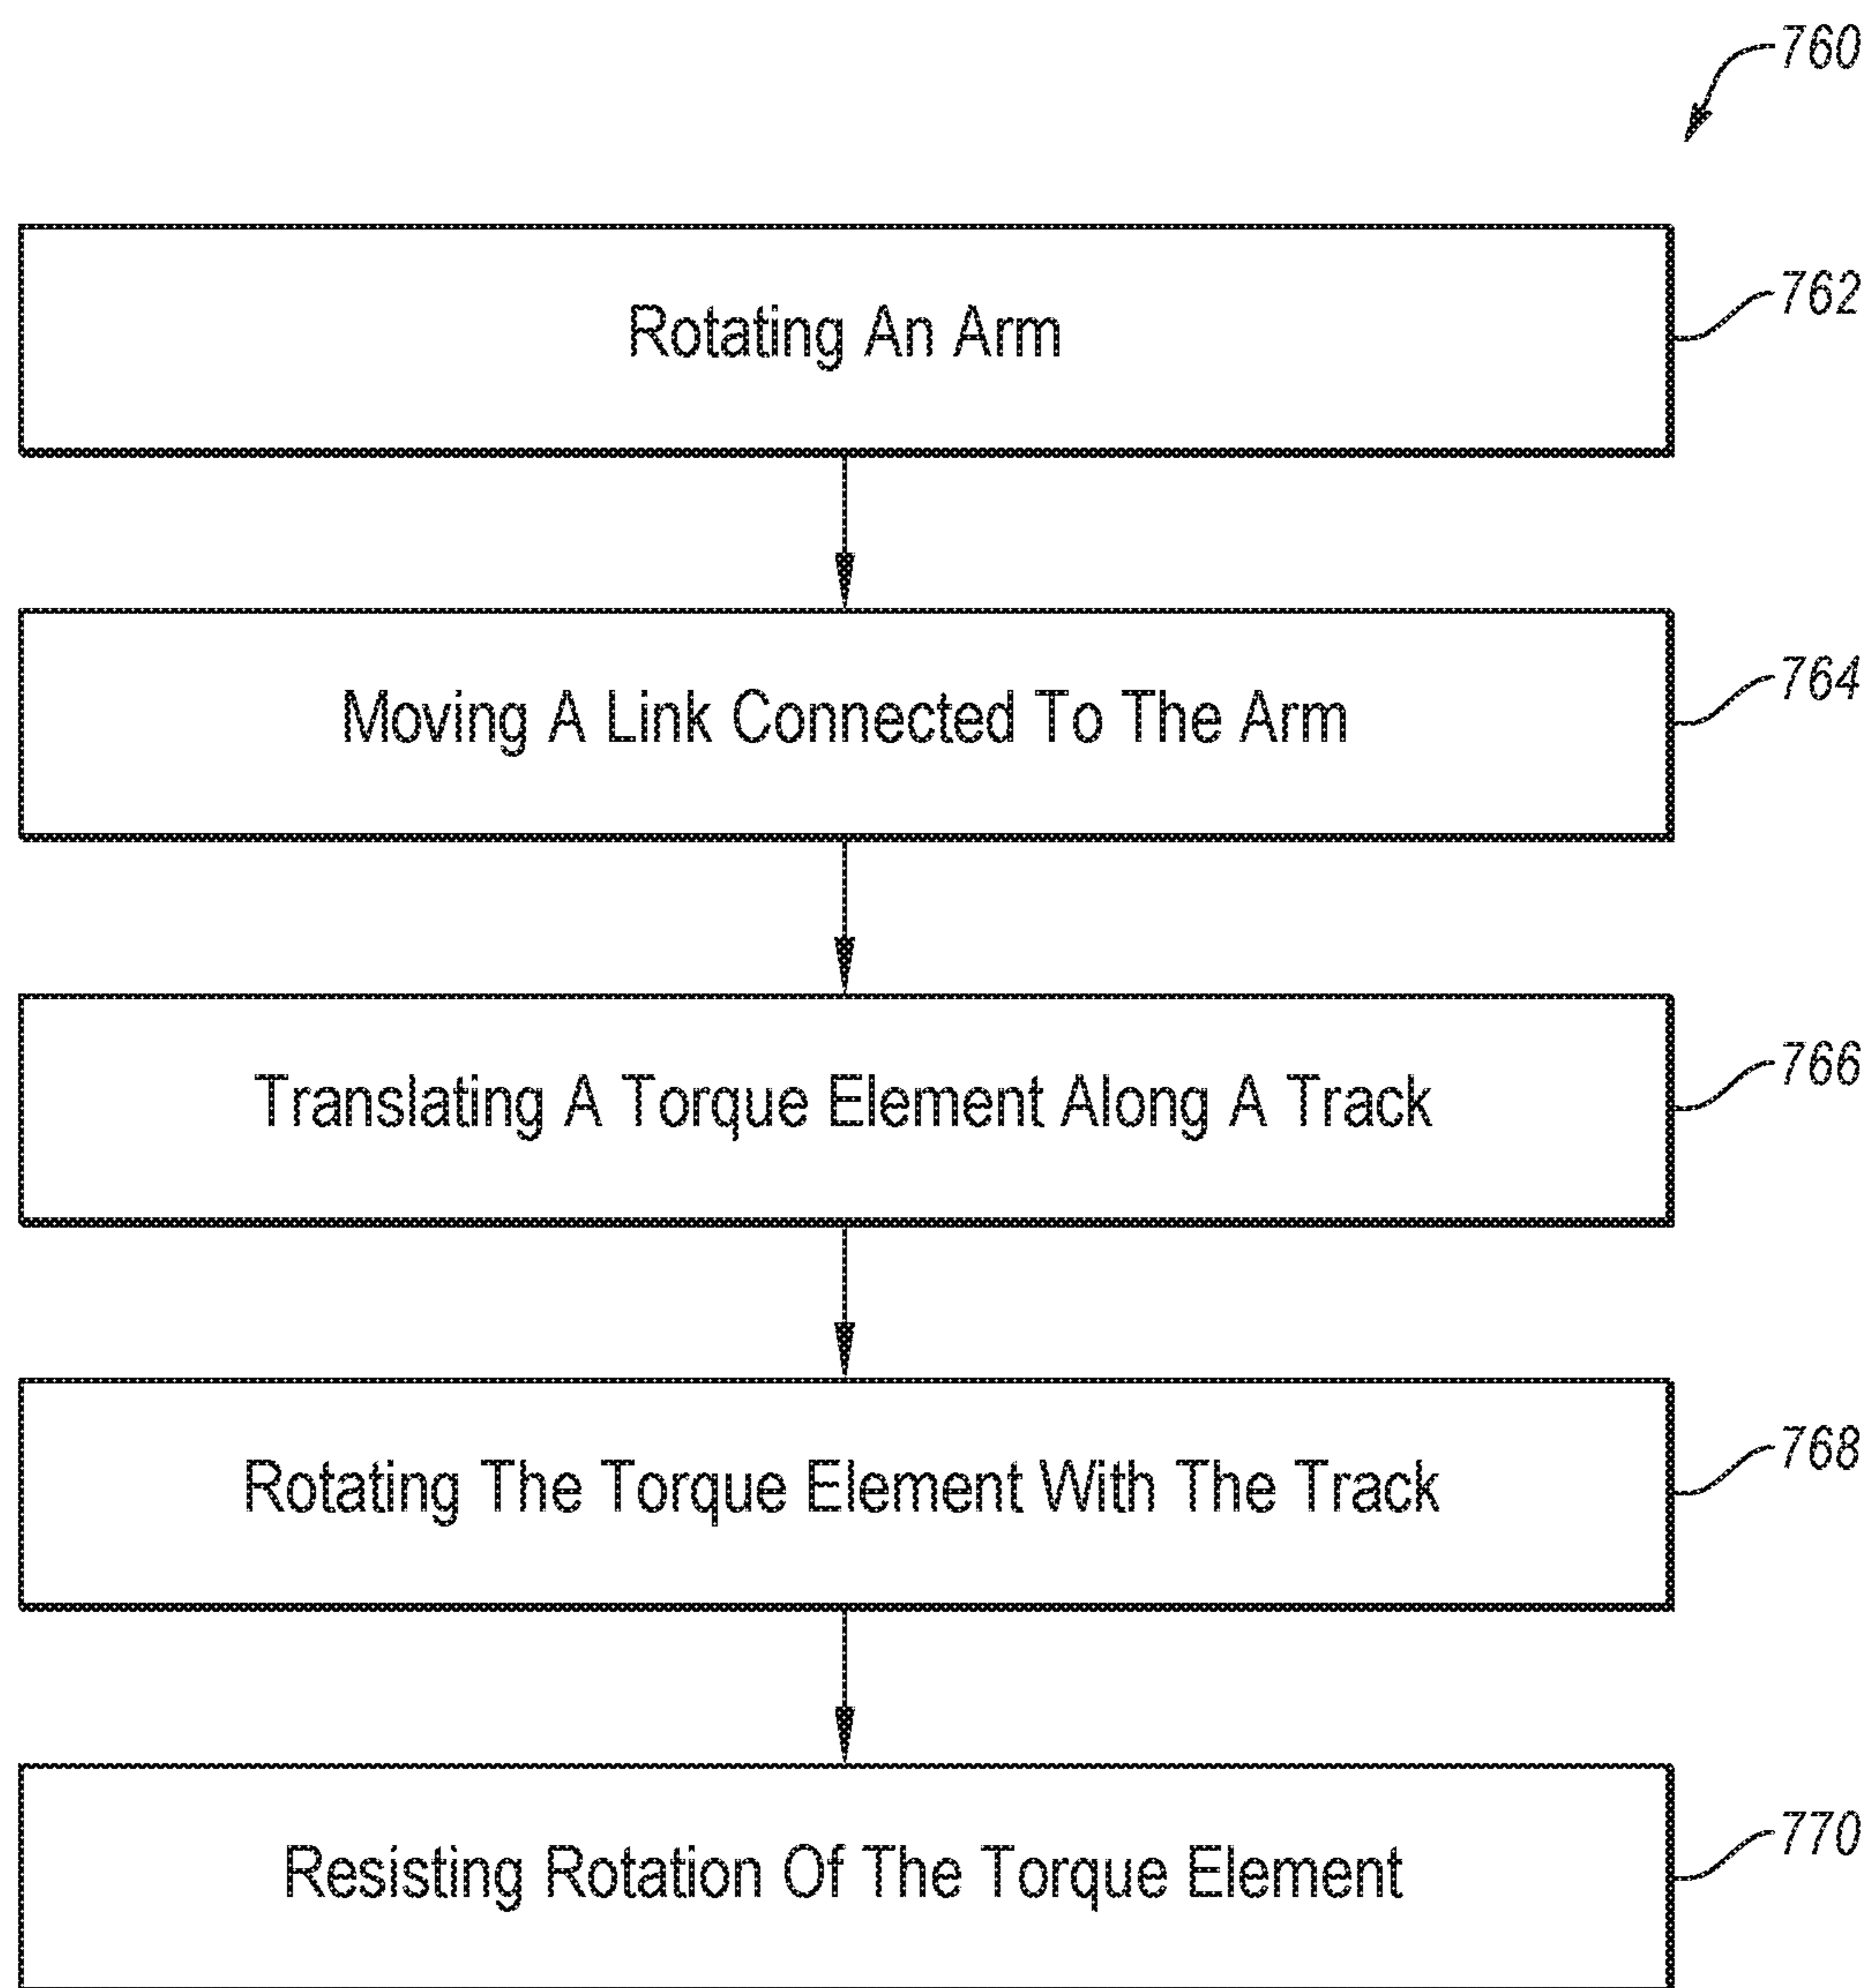 760
Rotating An Arm
762
Moving A Link Connected To The Arm
764
Translating A Torque Element Along A Track
766
Rotating The Torque Element With The Track
768
Resisting Rotation Of The Torque Element
770